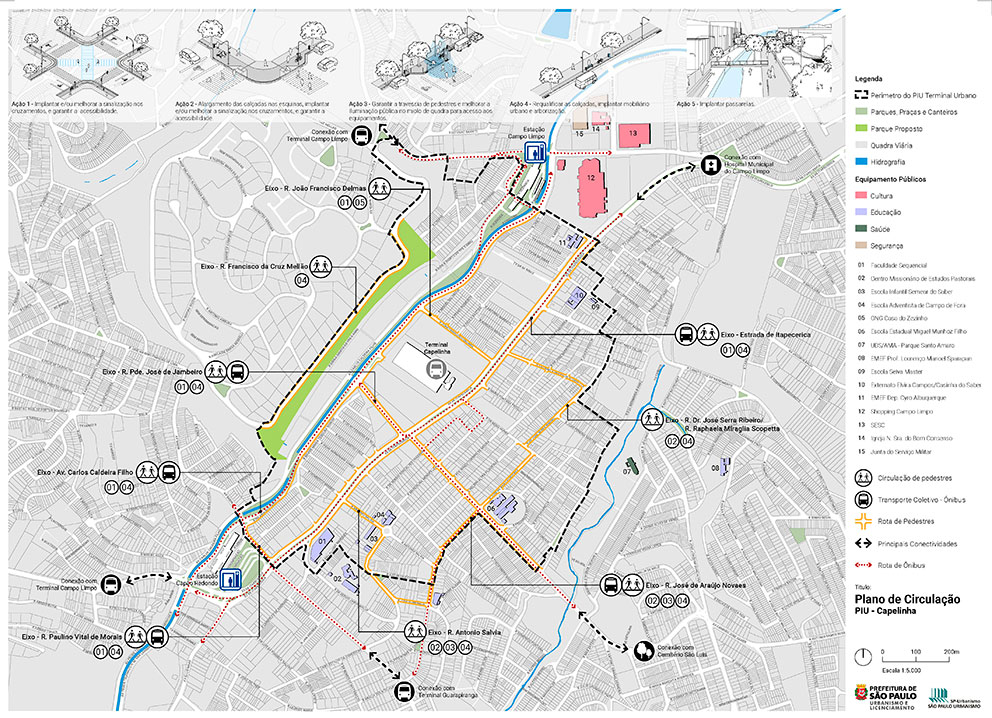 Ação 1 - Implantar e/ou melhorar a sinalização nos
cruzamentos, e garantir a acessibilidade.
Ação 2 - Alargamento das calçadas nas esquinas, implantar
e/ou melhorar a sinalização nos cruzamentos, e garantir a
acessibilidade
Ação 3 - Garantir a travessia de pedestres e melhorar a
iluminação pública no miolo de quadra para acesso aos
equipamentos.
Ação 4 - Requalificar as calçadas, implantar mobiliário
urbano e arborização.
Ação 5 - Implantar passarelas.
Conexão com
Terminal Campo Limpo
Estação
Campo Limpo
15
14
13
12
Conexão com
Hospital Municipal
do Campo Limpo
Eixo - R. João Francisco Delmas
01 05
11
Eixo - R. Francisco da Cruz Mellão
04
10
09
Terminal
Capelinha
Eixo - Estrada de Itapecerica
01 04
Eixo - R. Pde. José de Jambeiro
01 04
Eixo - R. Dr. José Serra Ribeiro/
R. Raphaela Miraglia Scopetta
02 04
Eixo - Av. Carlos Caldeira Filho
01 04
07
08
06
04
03
01
02
Estação
Capão Redondo
Conexão com
Terminal Campo Limpo
Eixo - R. José de Araújo Novaes
02 03 04
Eixo - R. Paulino Vital de Morais
01 04
Eixo - R. Antonio Salvia
02 03 04
Conexão com
Cemitério São Luís
Conexão com
Terminal Guarapiranga
Legenda
Perímetro do PIU Terminal Urbano
Parques, Praças e Canteiros
Parque Proposto
Quadra Viária
Hidrografia
Equipamento Públicos
Cultura
Educação
Saúde
Segurança
01 Faculdade Sequencial
02 Centro Missionário de Estudos Pastorais
03 Escola Infantil Semear do Saber
04 Escola Adventista de Campo de Fora
05 ONG Casa do Zezinho
06 Escola Estadual Miguel Munhoz Filho
07 UBS/AMA - Parque Santo Amaro
08 EMEF Prof. Lourenço Manoel Sparapan
09 Escola Selva Master
10 Externato Elvira Campos/Casinha do Saber
11 EMEF Dep. Cyro Albuquerque
12 Shopping Campo Limpo
13 SESC
14 Igreja N. Sra. do Bom Conselho
15 Junta do Serviço Militar
Circulação de pedestres
Transporte Coletivo - Ônibus
Rota de Pedestres
Principais Conectividades
Rota de Ônibus
Título:
Plano de Circulação
PIU - Capelinha
0 100 200m
Escala 1:5.000
PREFEITURA DE
SÃO PAULO
URBANISMO E
LICENCIAMENTO
SP-Urbanismo
SÃO PAULO URBANISMO